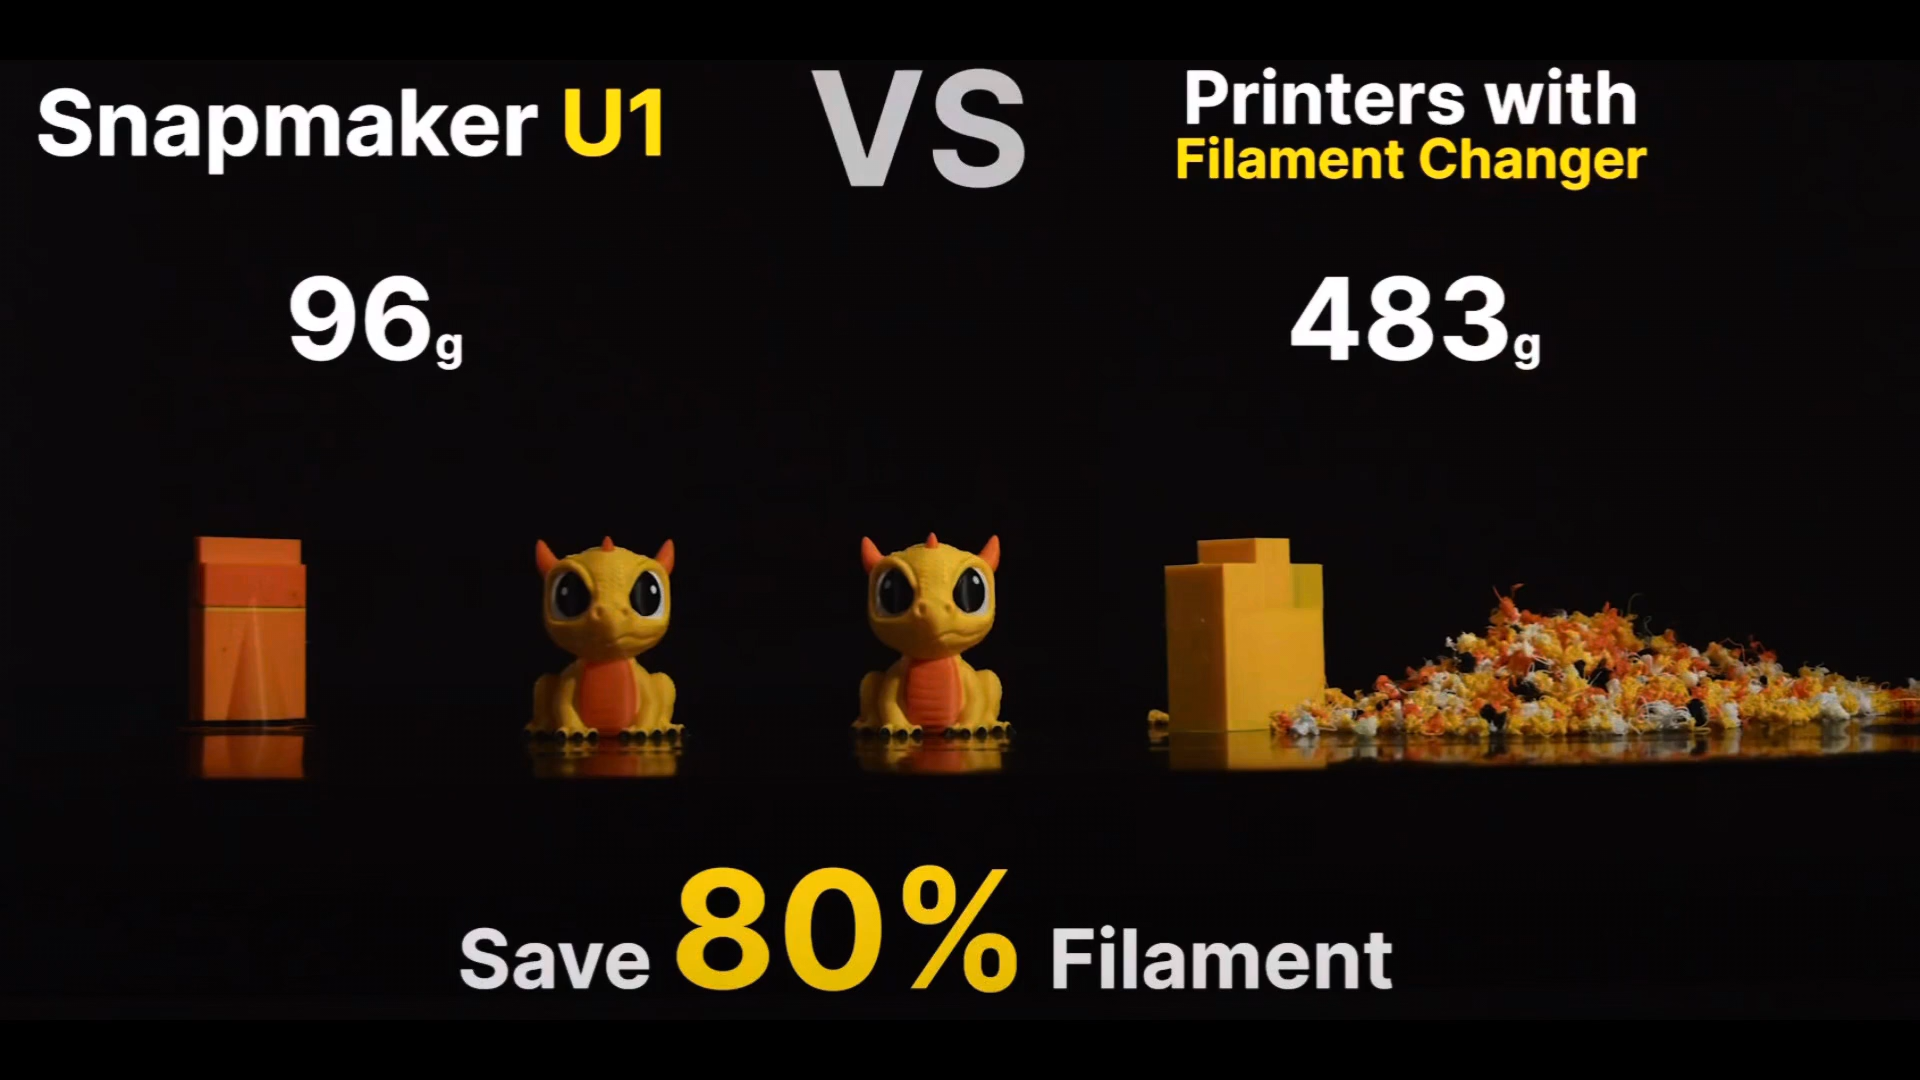 Snapmaker U1
VS
Printers with
Filament Changer
96g
483g
Save 80% Filament